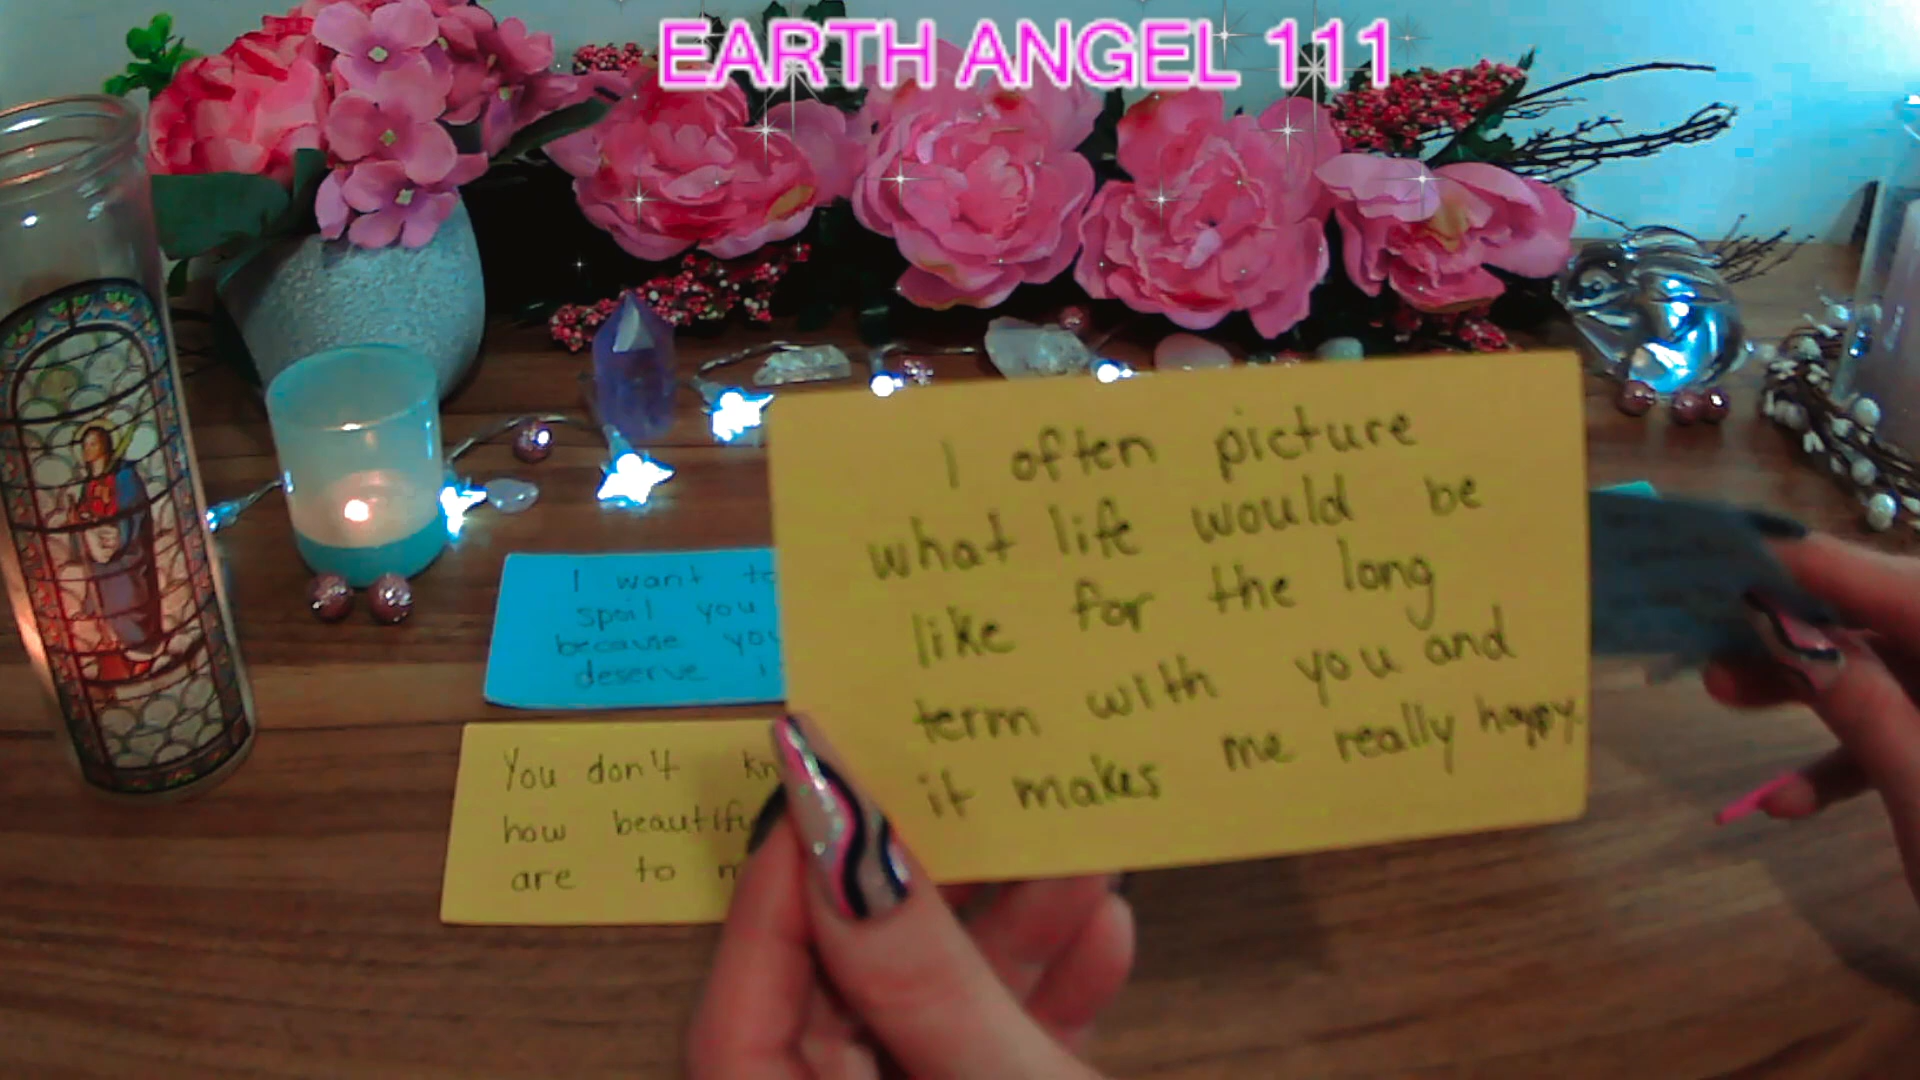 EARTH ANGEL 111
I often picture
what life would be
like for the long
term with you and
it makes me really happy.
I want to
spoil you
because you
deserve
You don't
how
are to